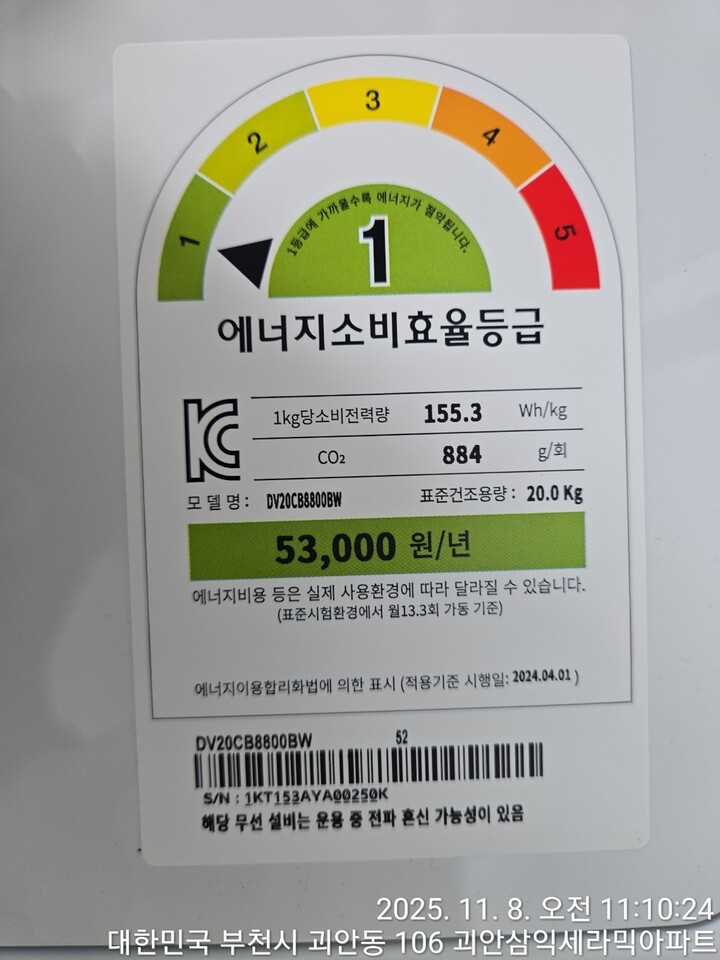 1 2 3 4 5
1등급에 가까울수록 에너지가 절약됩니다.
1
에너지소비효율등급
1kg당소비전력량 155.3 Wh/kg
CO₂ 884 g/회
모 델 명 : DV20CB8800BW 표준건조용량 : 20.0 Kg
53,000 원/년
에너지비용 등은 실제 사용환경에 따라 달라질 수 있습니다.
(표준시험환경에서 월13.3회 가동 기준)
에너지이용합리화법에 의한 표시 (적용기준 시행일: 2024.04.01 )
DV20CB8800BW 52
S/N : 1KT153AYA00250K
해당 무선 설비는 운용 중 전파 혼신 가능성이 있음
2025. 11. 8. 오전 11:10:24
대한민국 부천시 괴안동 106 괴안삼익세라믹아파트